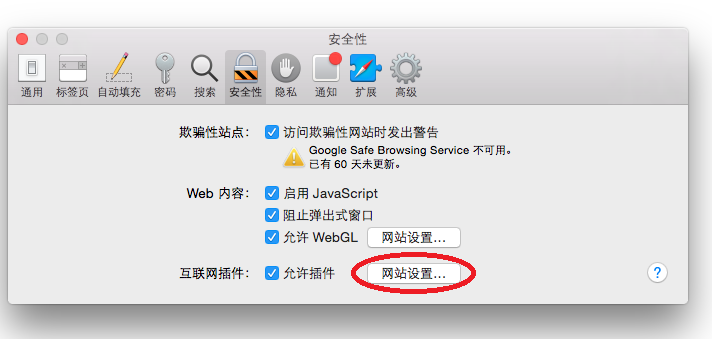 安全性
通用 标签页 自动填充 密码 搜索 安全性 隐私 通知 扩展 高级
欺骗性站点: 访问欺骗性网站时发出警告
Google Safe Browsing Service 不可用。
已有 60 天未更新。
Web 内容: 启用 JavaScript
阻止弹出式窗口
允许 WebGL 网站设置...
互联网插件: 允许插件 网站设置... ?